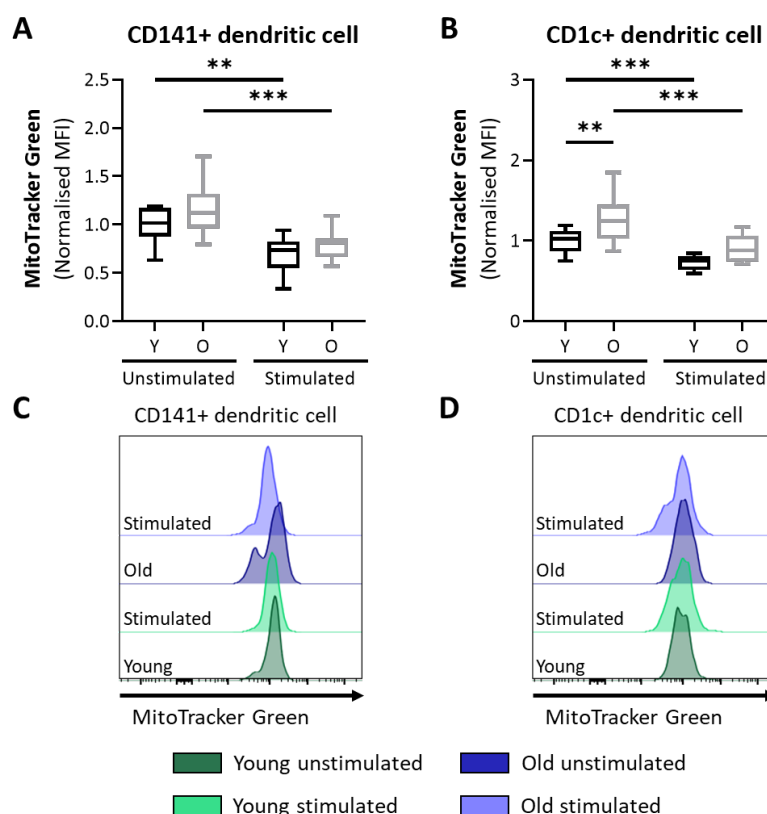 A
CD141+ dendritic cell
MitoTracker Green
(Normalised MFI)
2.5
2.0
1.5
1.0
0.5
0.0
**
***
Y O Y O
Unstimulated Stimulated
B
CD1c+ dendritic cell
MitoTracker Green
(Normalised MFI)
3
2
1
0
***
***
**
Y O Y O
Unstimulated Stimulated
C
CD141+ dendritic cell
Stimulated
Old
Stimulated
Young
MitoTracker Green
D
CD1c+ dendritic cell
Stimulated
Old
Stimulated
Young
MitoTracker Green
Young unstimulated
Old unstimulated
Young stimulated
Old stimulated